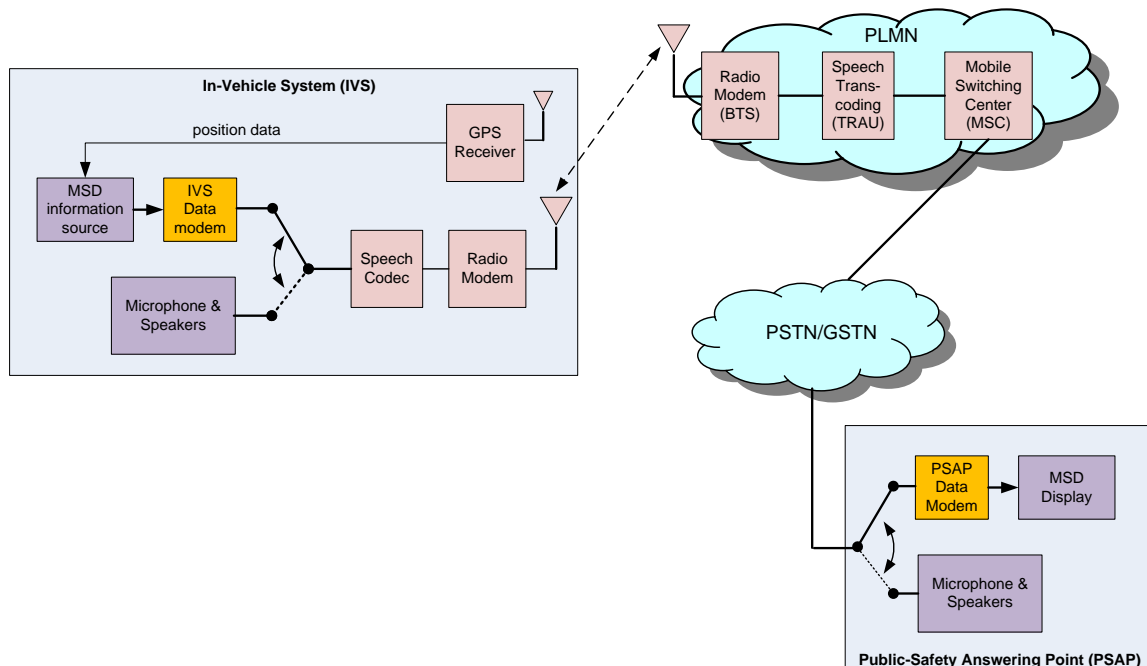 In-Vehicle System (IVS)
position data
GPS
Receiver
MSD
information
source
IVS
Data
modem
Speech
Codec
Radio
Modem
Microphone &
Speakers
PLMN
Radio
Modem
(BTS)
Speech
Trans-
coding
(TRAU)
Mobile
Switching
Center
(MSC)
PSTN/GSTN
PSAP
Data
Modem
MSD
Display
Microphone &
Speakers
Public-Safety Answering Point (PSAP)